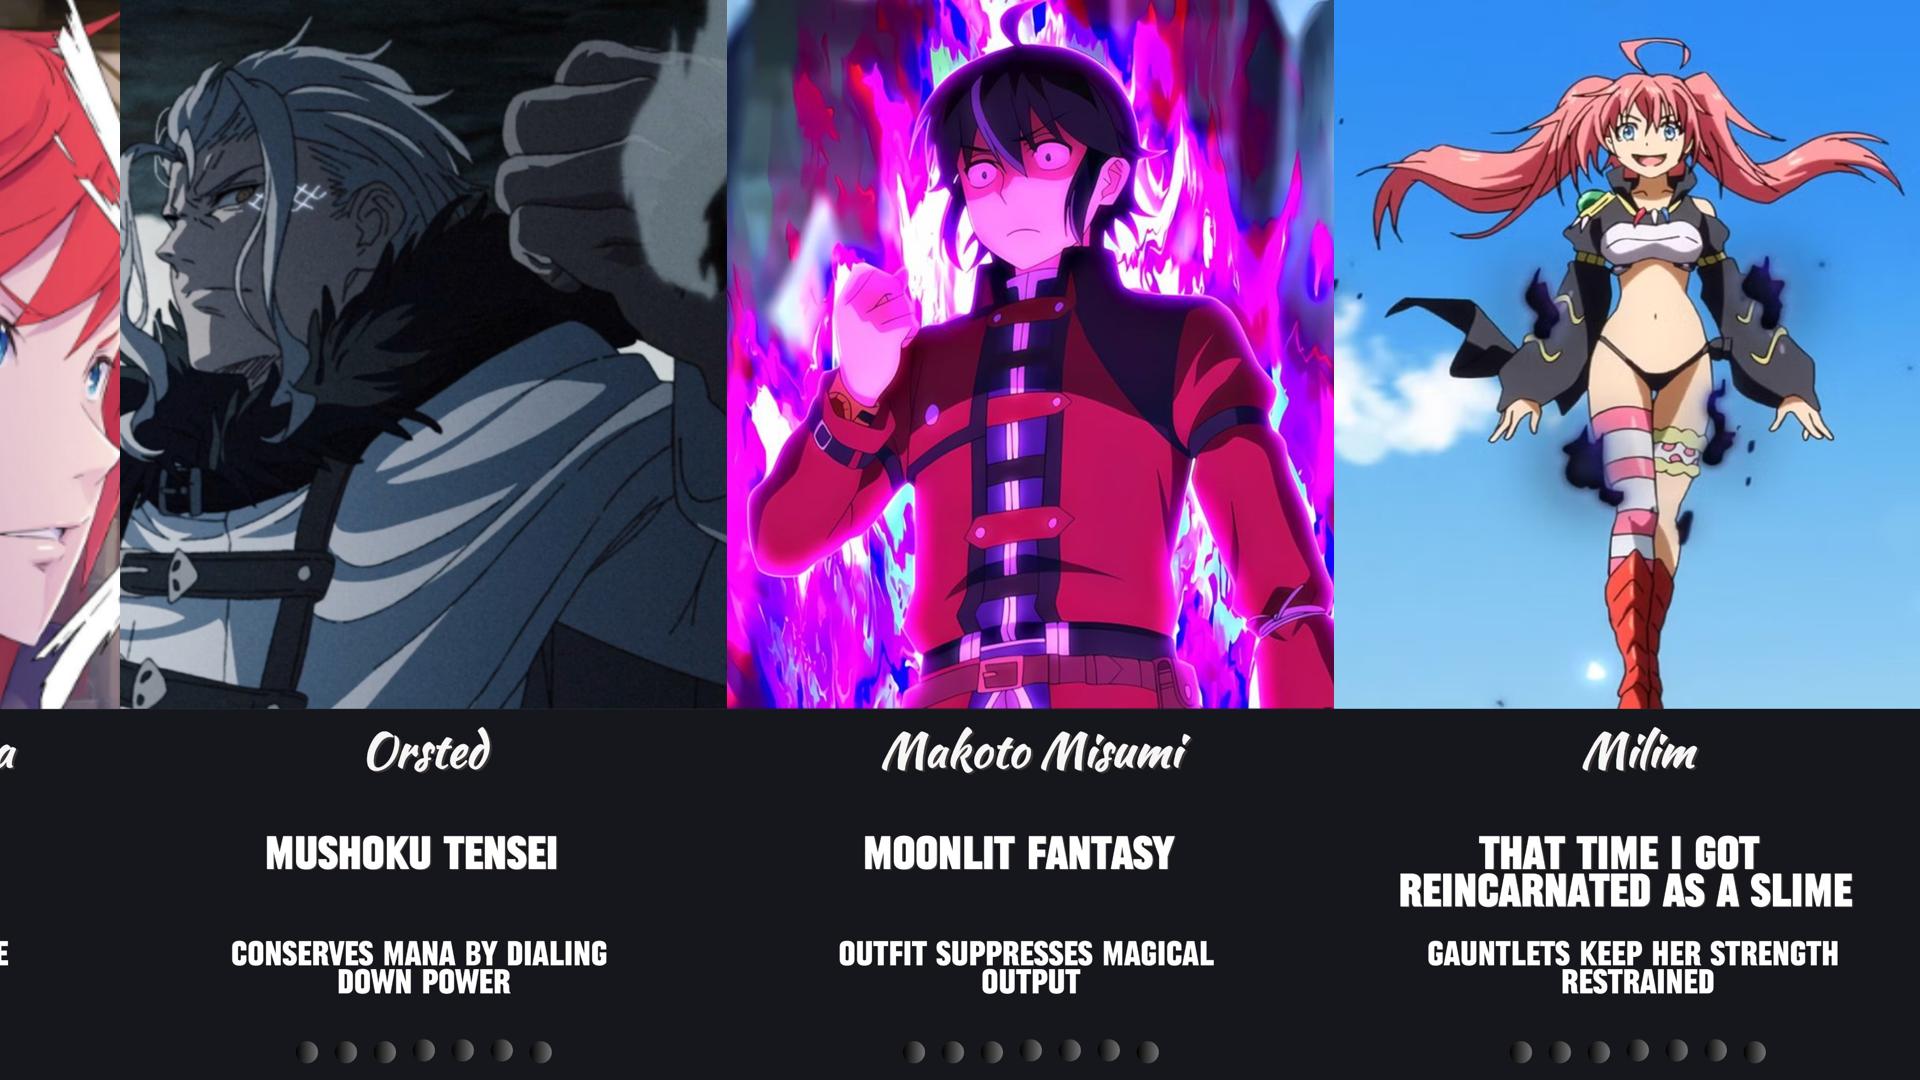 a
Orsted
Makoto Misumi
Milim
MUSHOKU TENSEI
MOONLIT FANTASY
THAT TIME I GOT
REINCARNATED AS A SLIME
E
CONSERVES MANA BY DIALING
DOWN POWER
OUTFIT SUPPRESSES MAGICAL
OUTPUT
GAUNTLETS KEEP HER STRENGTH
RESTRAINED